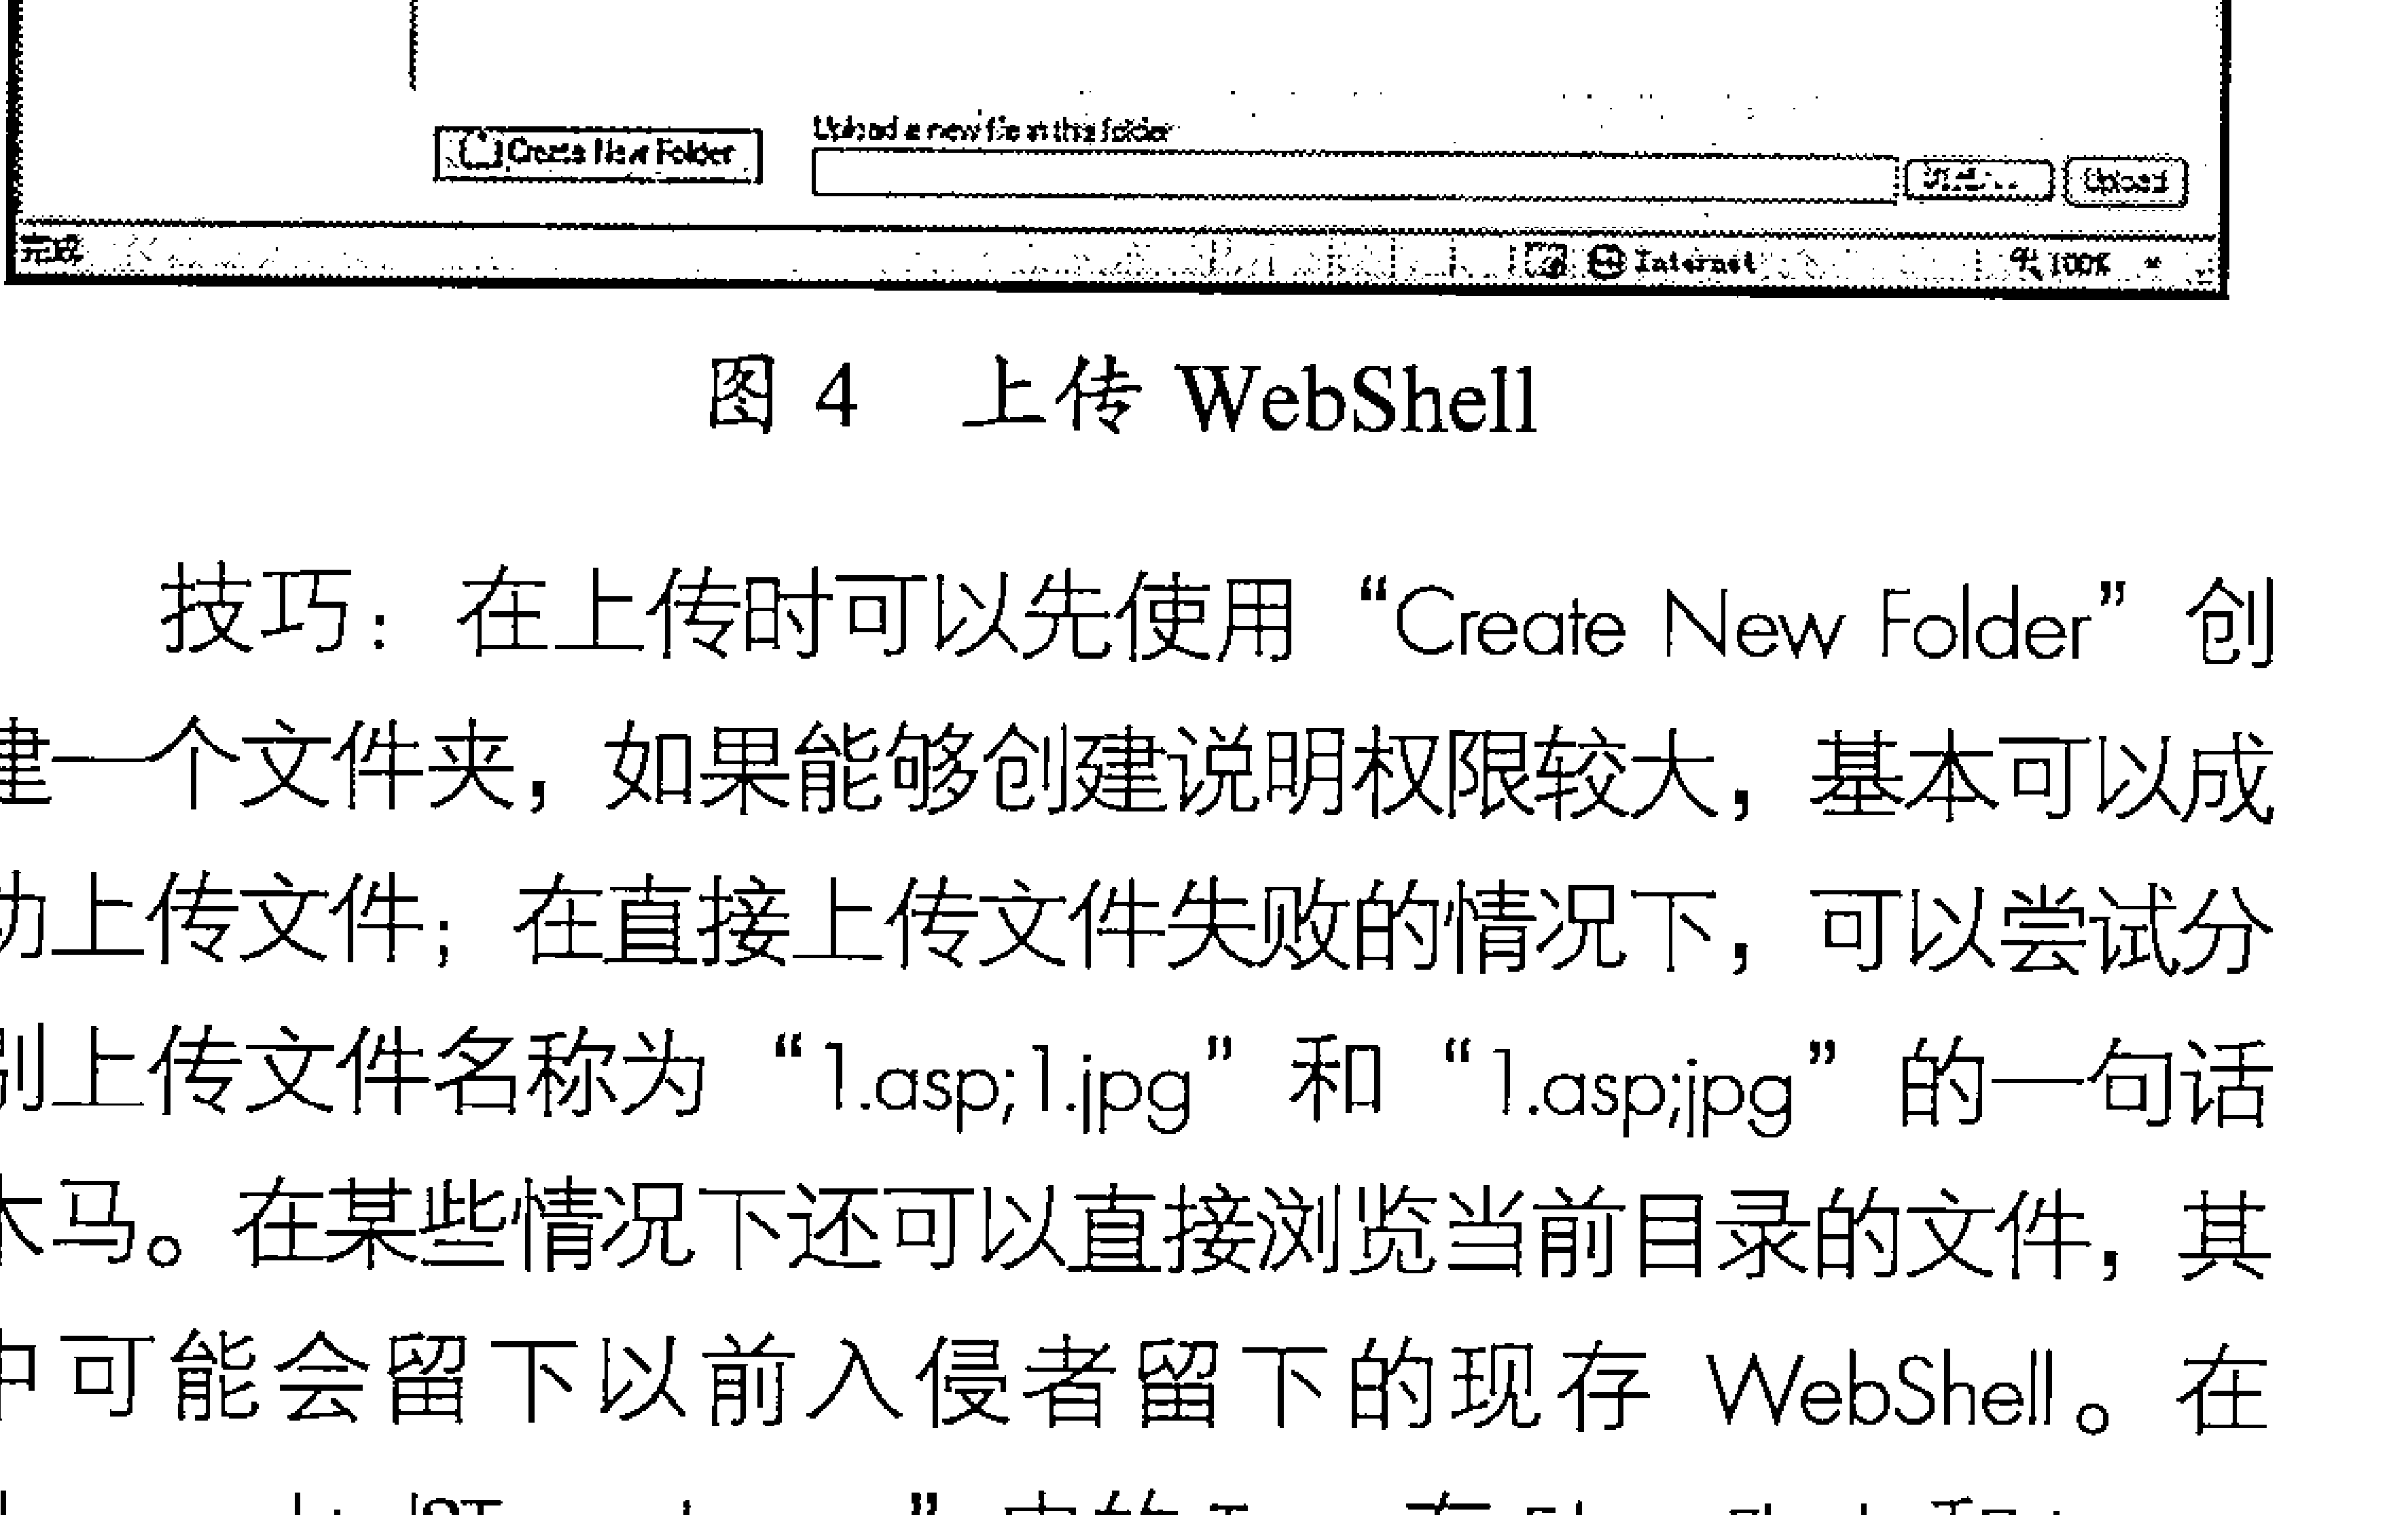 Upload a new file in this folder
Create New Folder
Upload
完成
Internet
100%
图 4 上传 WebShell
技巧：在上传时可以先使用“Create New Folder”创
建一个文件夹，如果能够创建说明权限较大，基本可以成
功上传文件；在直接上传文件失败的情况下，可以尝试分
别上传文件名称为“1.asp;1.jpg”和“1.asp;jpg”的一句话
木马。在某些情况下还可以直接浏览当前目录的文件，其
中可能会留下以前入侵者留下的现存 WebShell。在